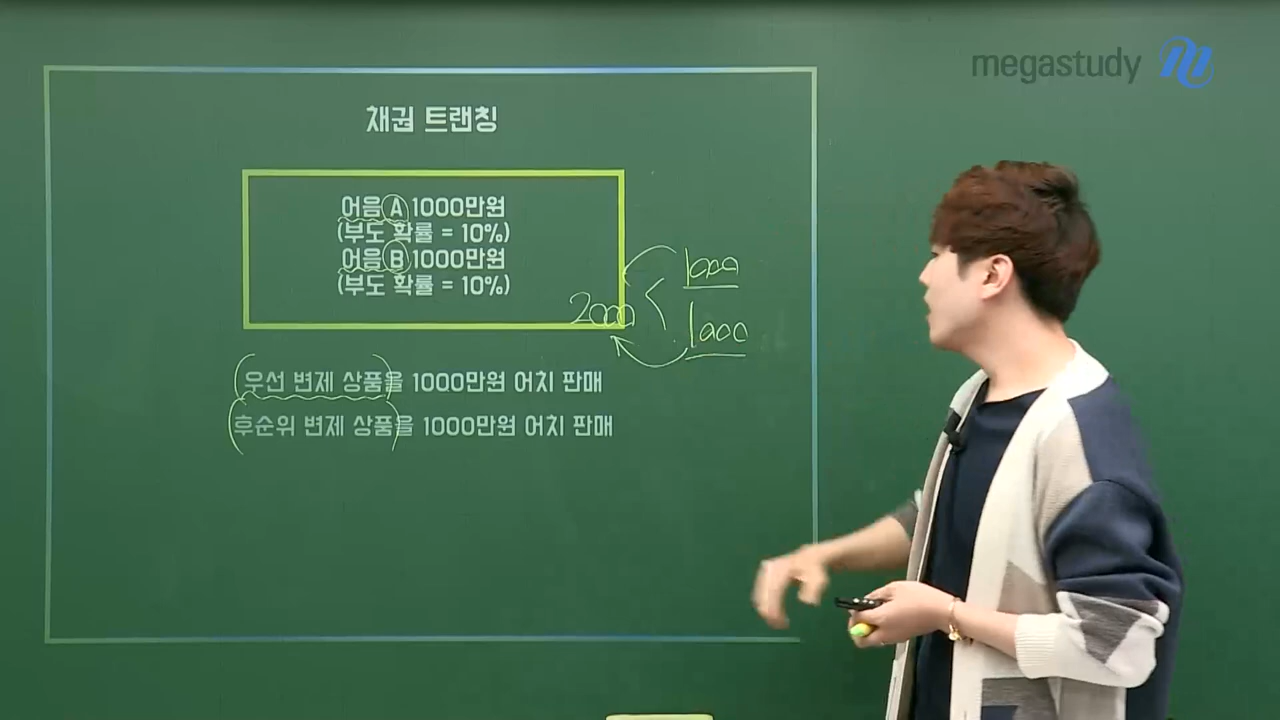 megastudy
채권 트랜칭
어음 A 1000만원
(부도 확률 = 10%)
어음 B 1000만원
(부도 확률 = 10%)
1000
2000
1000
우선 변제 상품을 1000만원 어치 판매
후순위 변제 상품을 1000만원 어치 판매